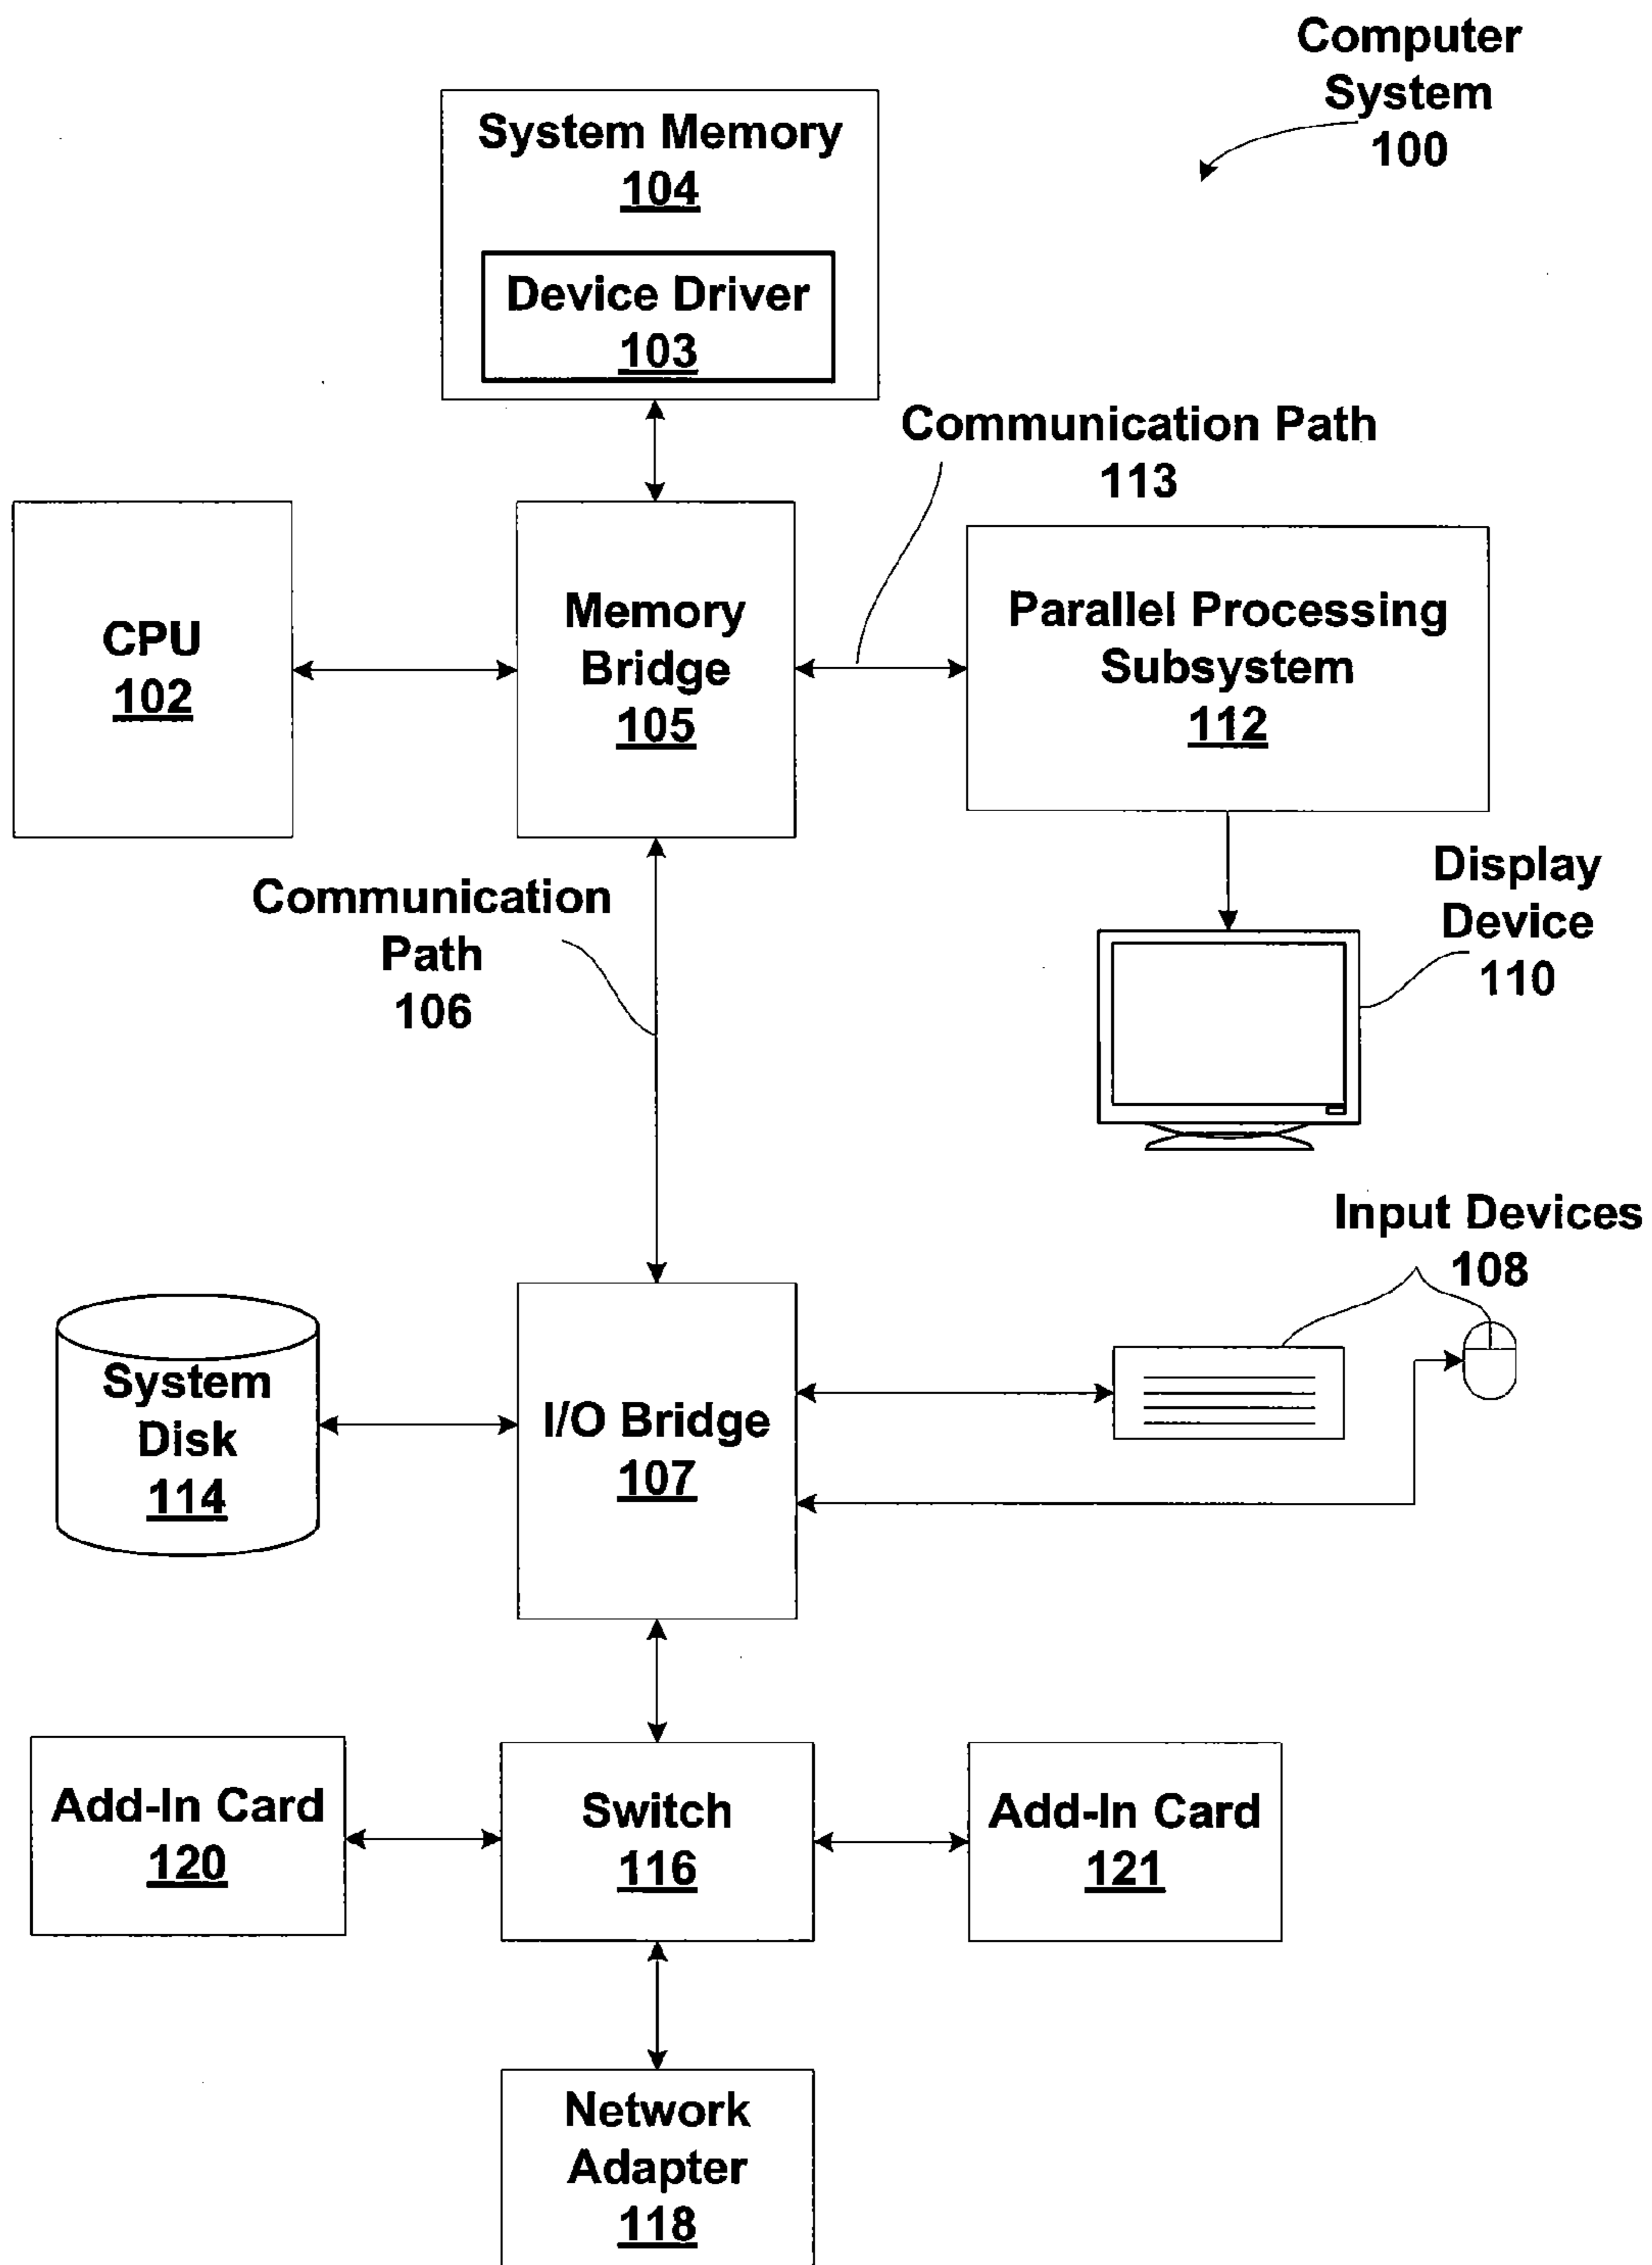 Computer
System
100
System Memory
104
Device Driver
103
Communication Path
113
CPU
102
Memory
Bridge
105
Parallel Processing
Subsystem
112
Communication
Path
106
Display
Device
110
Input Devices
108
System
Disk
114
I/O Bridge
107
Add-In Card
120
Switch
116
Add-In Card
121
Network
Adapter
118